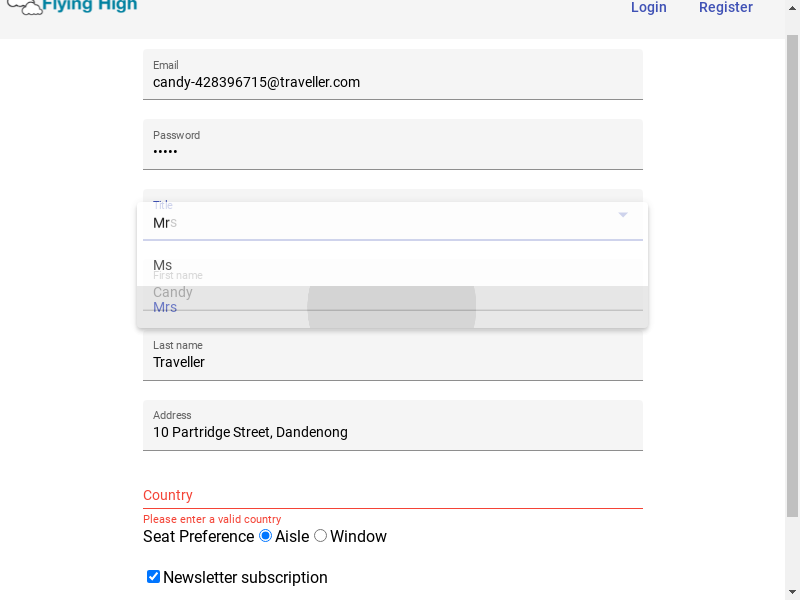 Flying High
Login Register
Email
candy-428396715@traveller.com
Password
•••••
Title
Mrs
Ms
First name
Candy
Mrs
Last name
Traveller
Address
10 Partridge Street, Dandenong
Country
Please enter a valid country
Seat Preference Aisle Window
Newsletter subscription